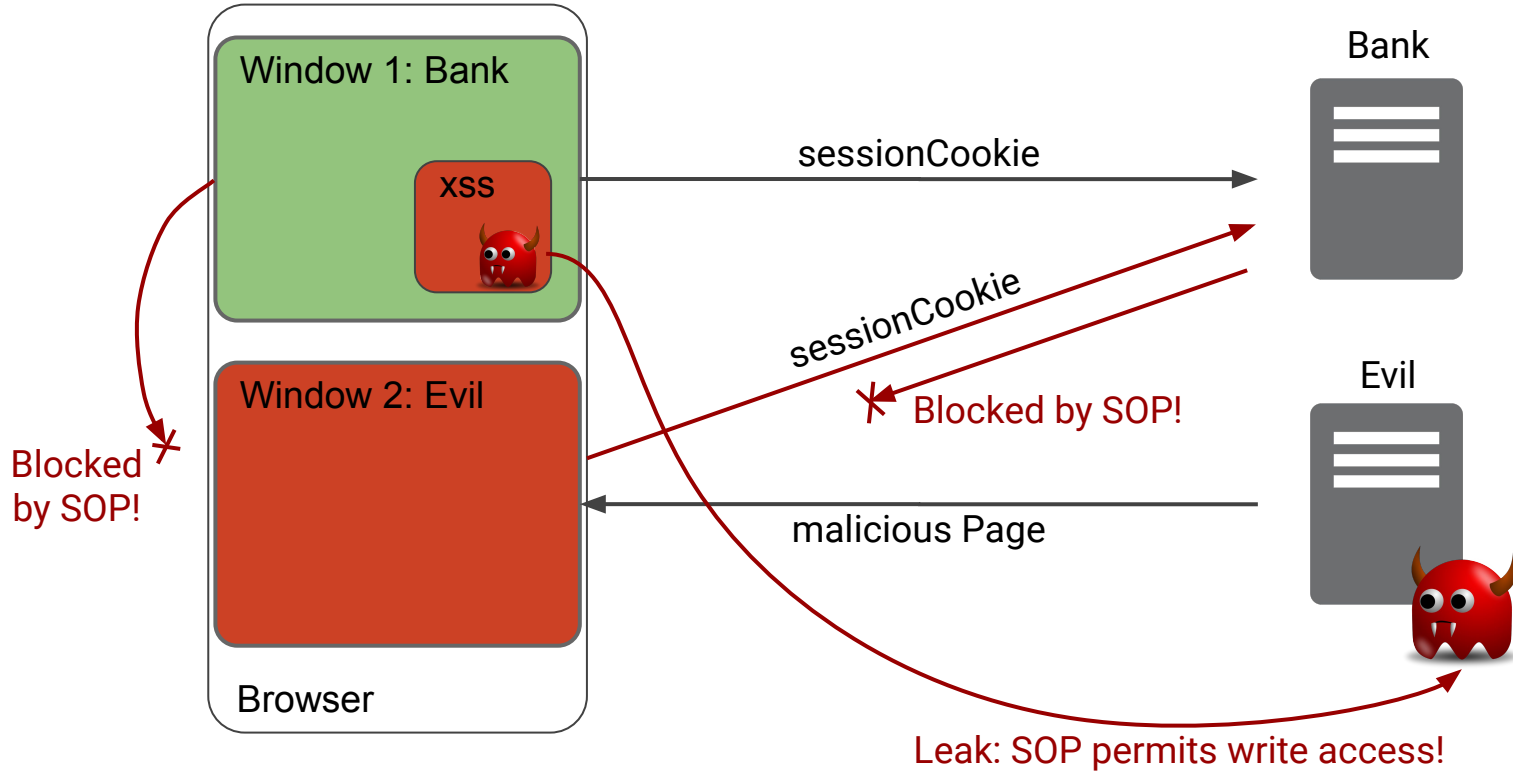 Window 1: Bank
xss
Bank
sessionCookie
sessionCookie
Blocked by SOP!
Window 2: Evil
Evil
Blocked
by SOP!
malicious Page
Browser
Leak: SOP permits write access!